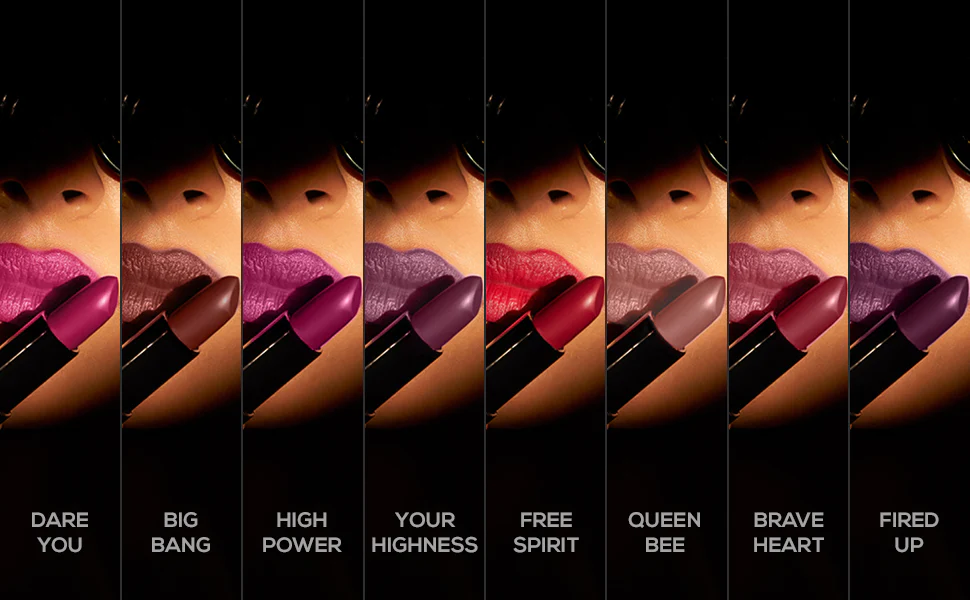 DARE
YOU
BIG
BANG
HIGH
POWER
YOUR
HIGHNESS
FREE
SPIRIT
QUEEN
BEE
BRAVE
HEART
FIRED
UP